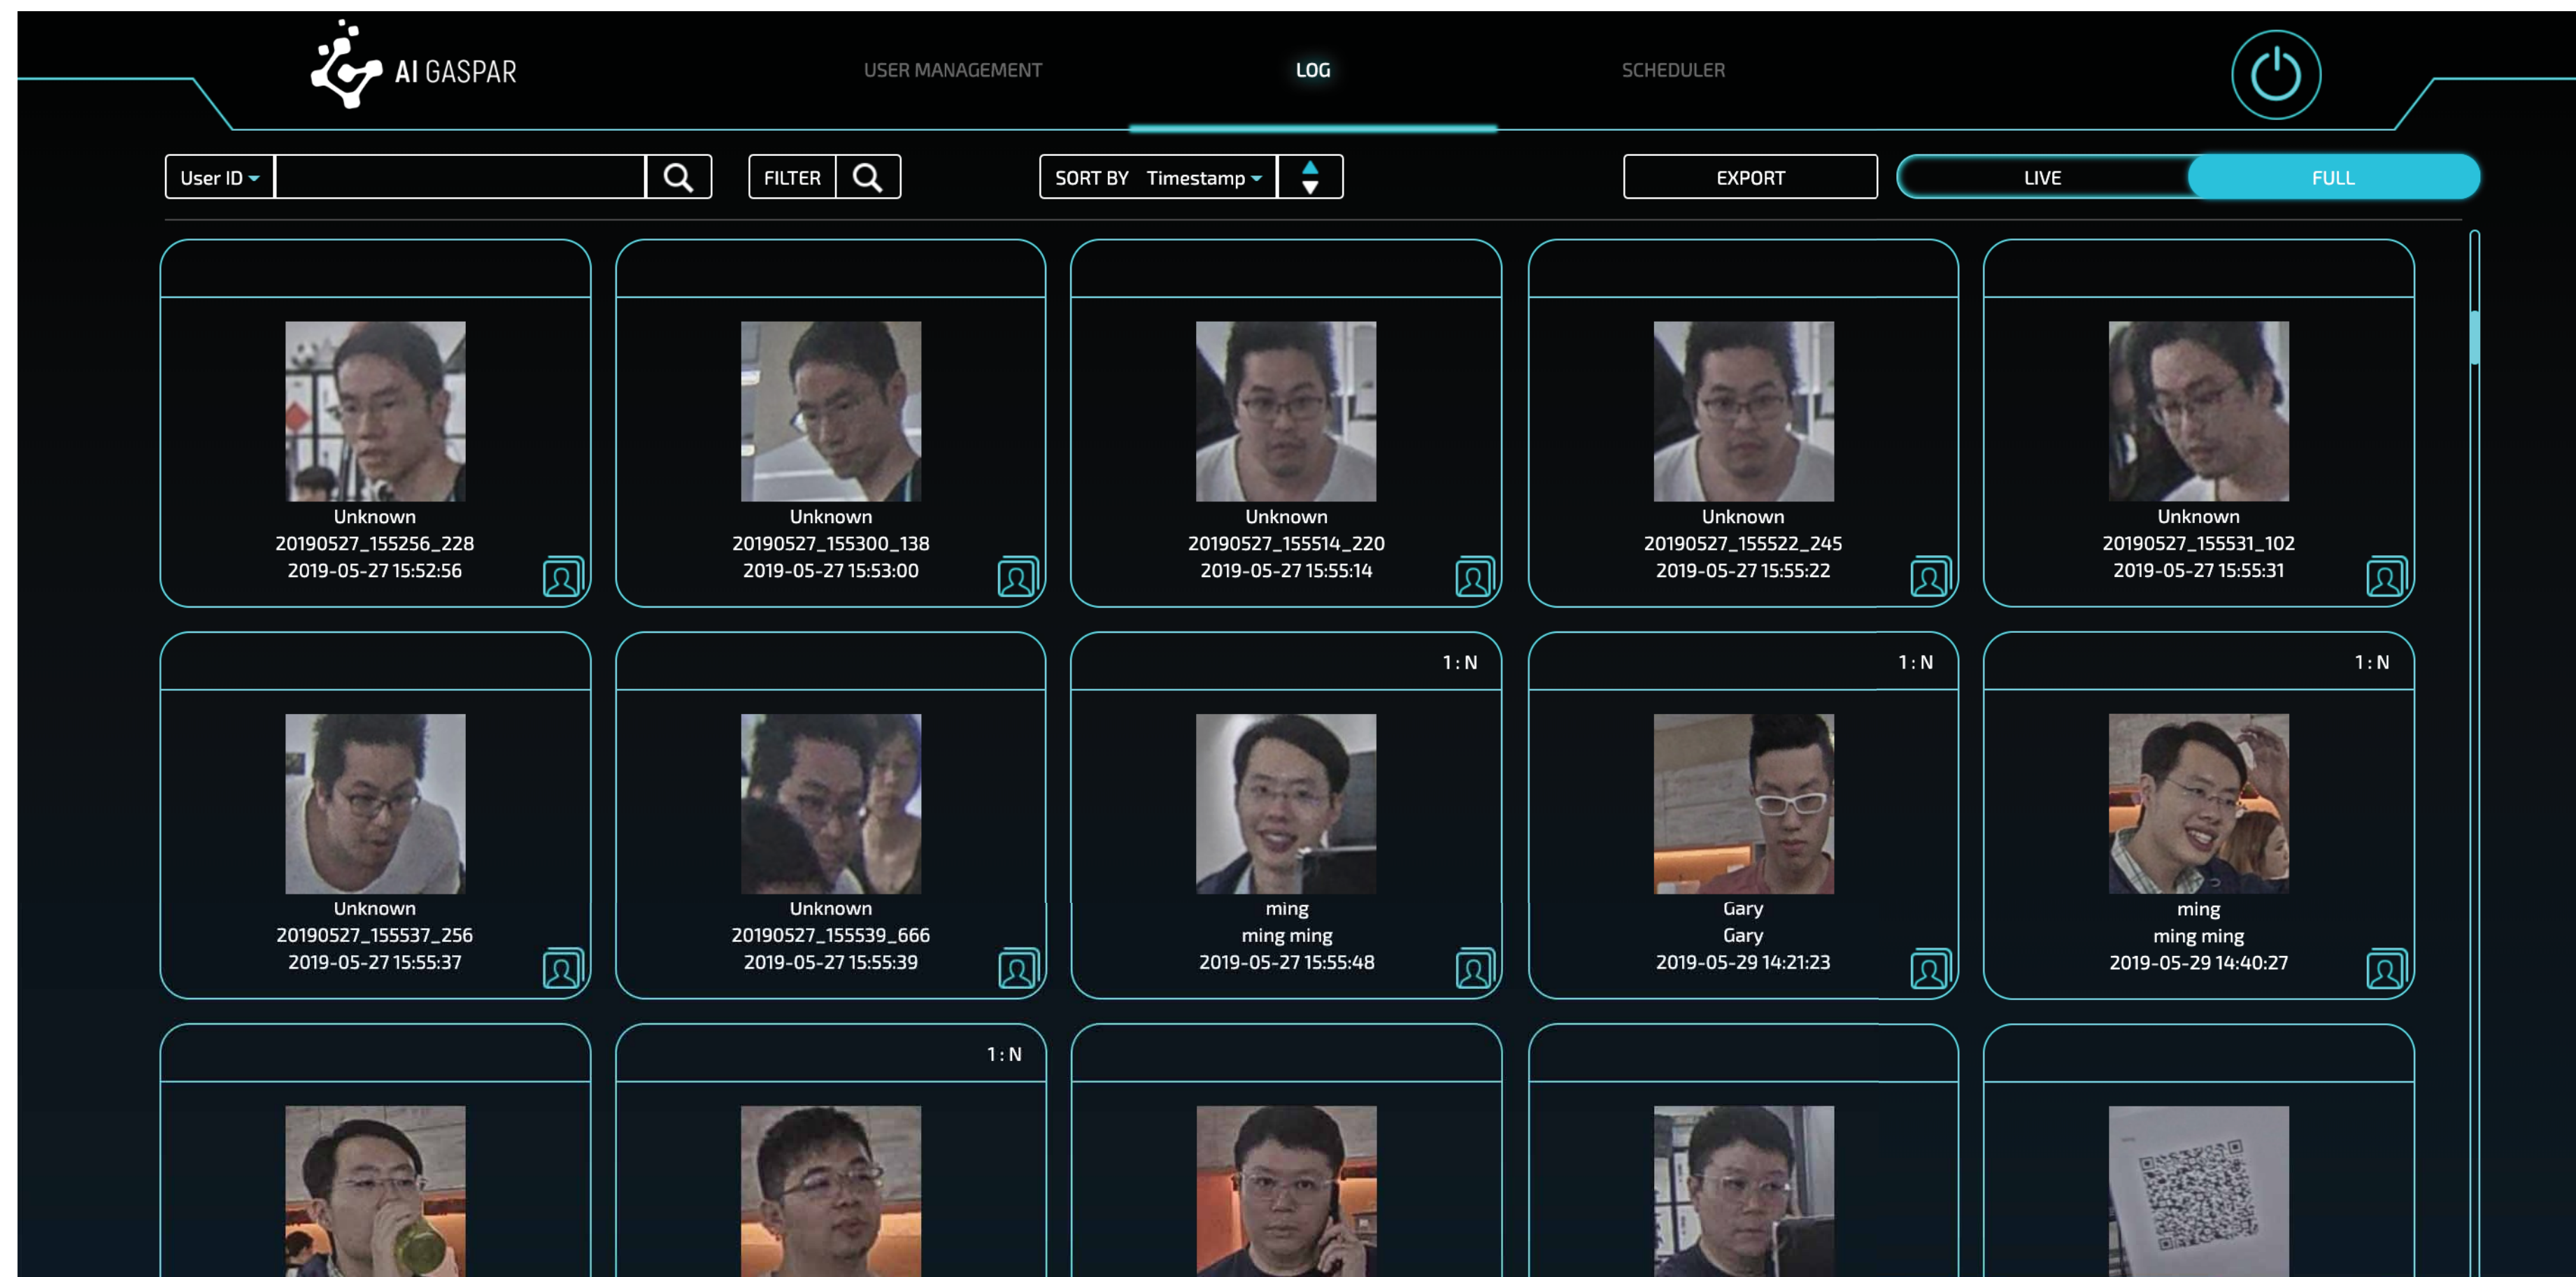 AI GASPAR
USER MANAGEMENT
LOG
SCHEDULER
User ID
FILTER
SORT BY Timestamp
EXPORT
LIVE
FULL
Unknown
20190527_155256_228
2019-05-27 15:52:56
Unknown
20190527_155300_138
2019-05-27 15:53:00
Unknown
20190527_155514_220
2019-05-27 15:55:14
Unknown
20190527_155522_245
2019-05-27 15:55:22
Unknown
20190527_155531_102
2019-05-27 15:55:31
Unknown
20190527_155537_256
2019-05-27 15:55:37
Unknown
20190527_155539_666
2019-05-27 15:55:39
1 : N
ming
ming ming
2019-05-27 15:55:48
1 : N
Gary
Gary
2019-05-29 14:21:23
1 : N
ming
ming ming
2019-05-29 14:40:27
1 : N